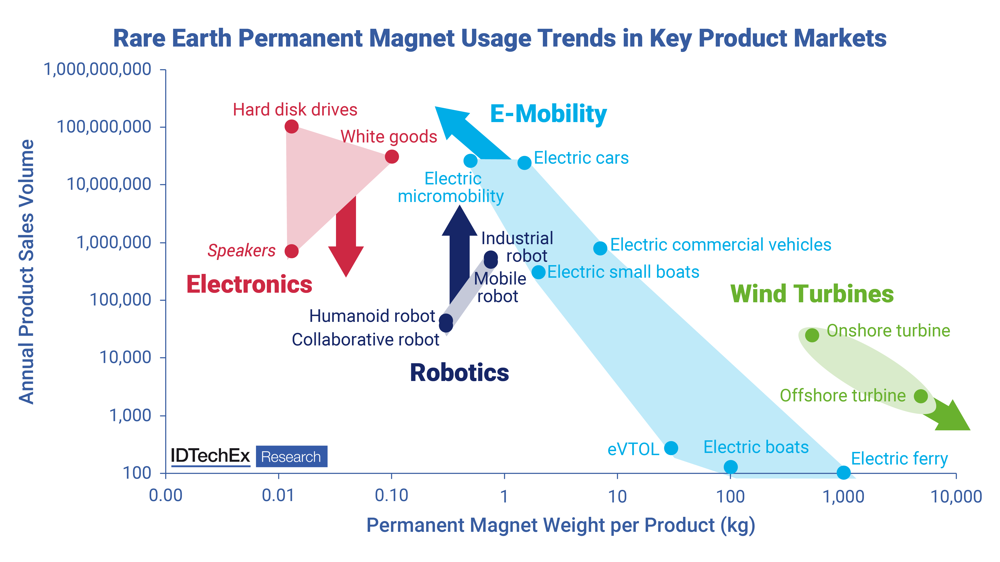 Rare Earth Permanent Magnet Usage Trends in Key Product Markets
Annual Product Sales Volume
1,000,000,000
100,000,000
10,000,000
1,000,000
100,000
10,000
1,000
100
Hard disk drives
White goods
Speakers
Electronics
E-Mobility
Electric cars
Electric
micromobility
Electric commercial vehicles
Electric small boats
eVTOL
Electric boats
Electric ferry
Industrial
robot
Mobile
robot
Humanoid robot
Collaborative robot
Robotics
Wind Turbines
Onshore turbine
Offshore turbine
IDTechEx Research
0.00 0.01 0.10 1 10 100 1,000 10,000
Permanent Magnet Weight per Product (kg)